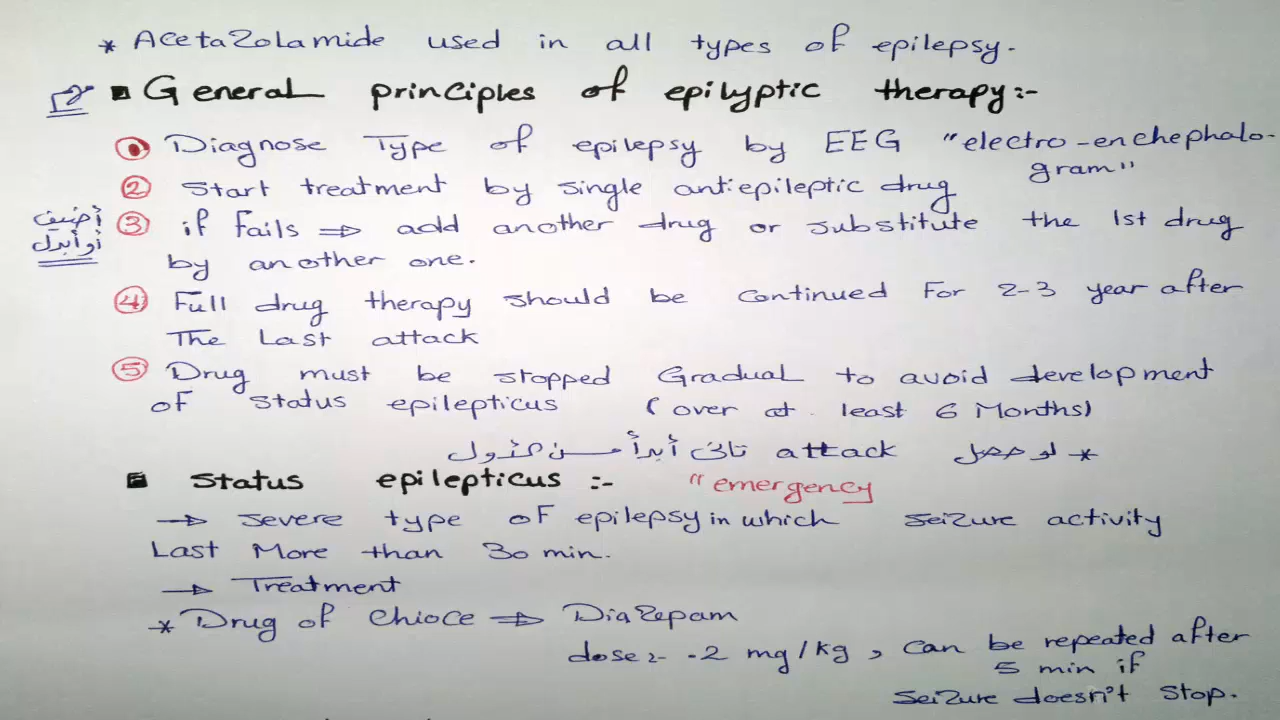 * Acetazolamide used in all types of epilepsy.
General principles of epilyptic therapy:-
① Diagnose Type of epilepsy by EEG "electro-enchephalo-
gram"
② Start treatment by single antiepileptic drug
أضيف
أو أبدل
③ if Fails ⇒ add another drug or substitute the 1st drug
by another one.
④ Full drug therapy should be continued For 2-3 year after
The Last attack
⑤ Drug must be stopped Gradual to avoid development
of status epilepticus (over at least 6 Months)
* لو حصل attack تانى أبدأ من الأول
Status epilepticus :- "emergency
→ severe type of epilepsy in which seizure activity
Last More than 30 min.
→ Treatment
* Drug of Chioce ⇒ Diazepam
dose:- .2 mg/kg, can be repeated after
5 min if
seizure doesn't stop.